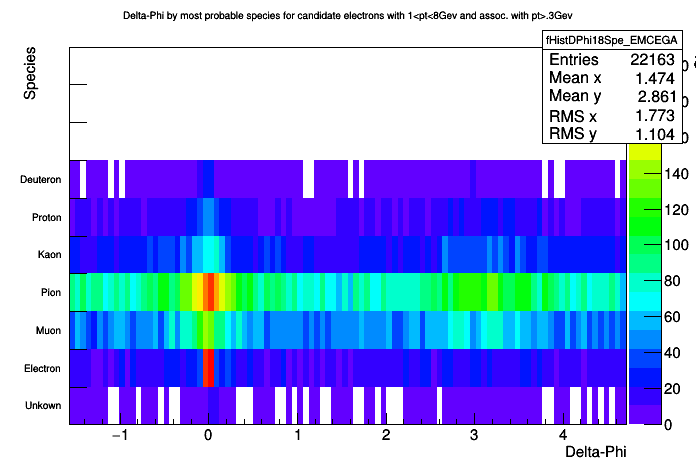 Delta-Phi by most probable species for candidate electrons with 1<pt<8Gev and assoc. with pt>.3Gev
fHistDPhi18Spe_EMCEGA
Entries 22163
Mean x 1.474
Mean y 2.861
RMS x 1.773
RMS y 1.104
Species
Deuteron
Proton
Kaon
Pion
Muon
Electron
Unkown
−1 0 1 2 3 4
Delta-Phi
140
120
100
80
60
40
20
0